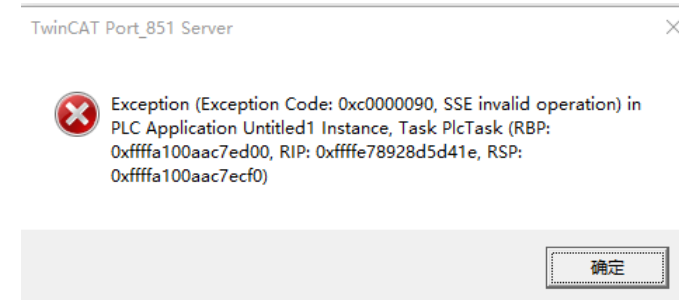 TwinCAT Port_851 Server
Exception (Exception Code: 0xc0000090, SSE invalid operation) in
PLC Application Untitled1 Instance, Task PlcTask (RBP:
0xffffa100aac7ed00, RIP: 0xffffe78928d5d41e, RSP:
0xffffa100aac7ecf0)
确定